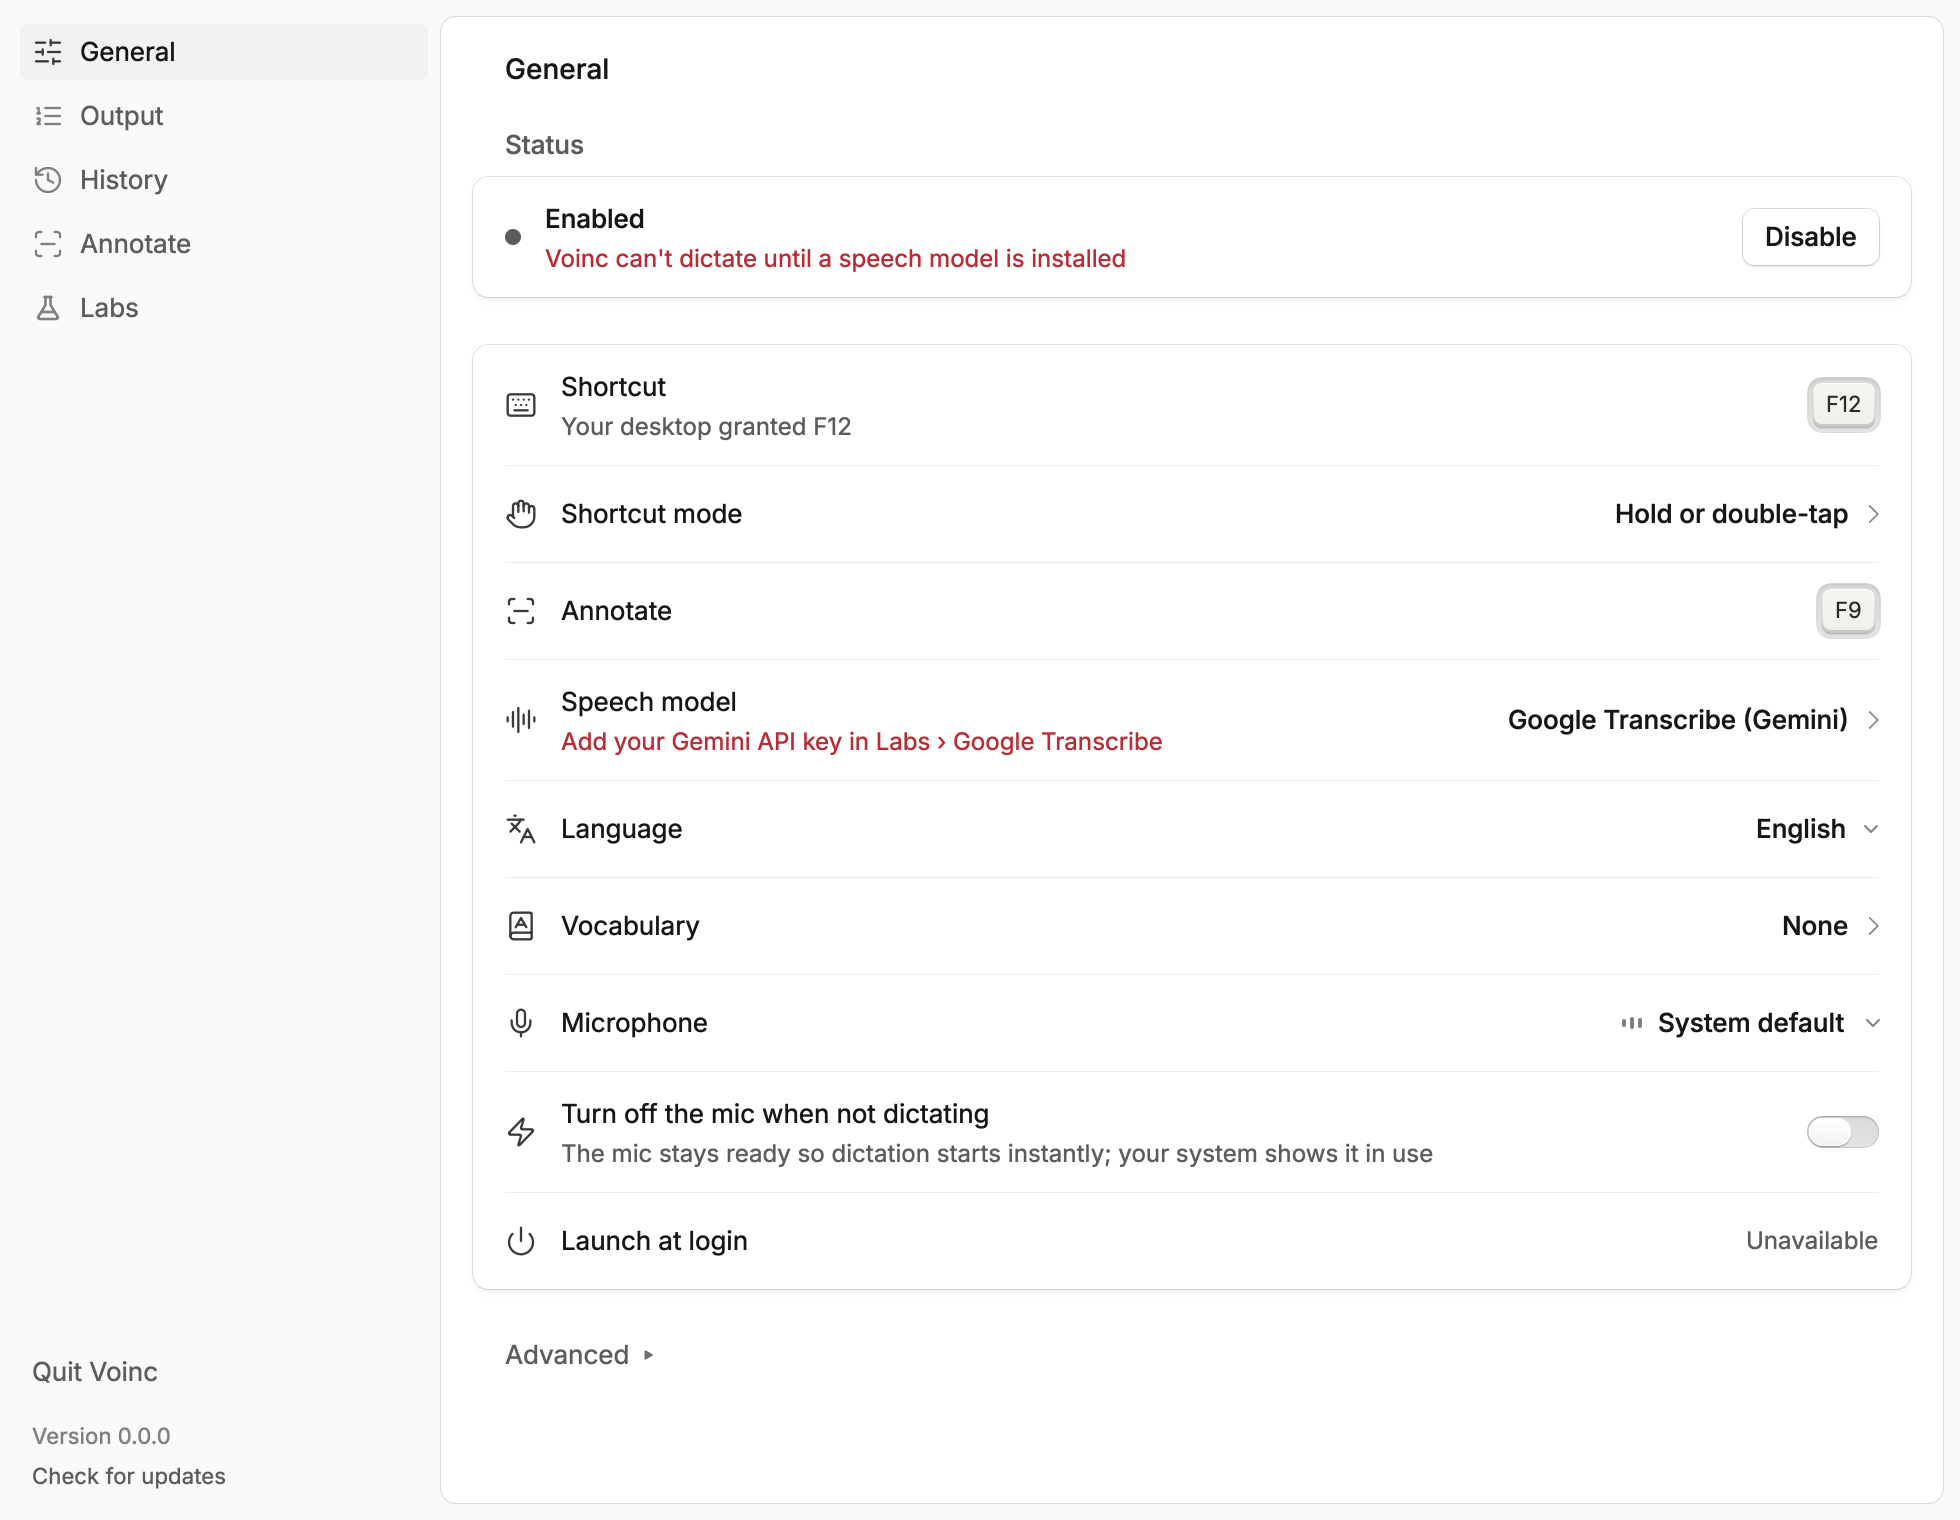 General
Output
History
Annotate
Labs
Quit Voinc
Version 0.0.0
Check for updates
General
Status
Enabled
Voinc can't dictate until a speech model is installed
Disable
Shortcut
Your desktop granted F12
F12
Shortcut mode
Hold or double-tap
Annotate
F9
Speech model
Add your Gemini API key in Labs › Google Transcribe
Google Transcribe (Gemini)
Language
English
Vocabulary
None
Microphone
System default
Turn off the mic when not dictating
The mic stays ready so dictation starts instantly; your system shows it in use
Launch at login
Unavailable
Advanced